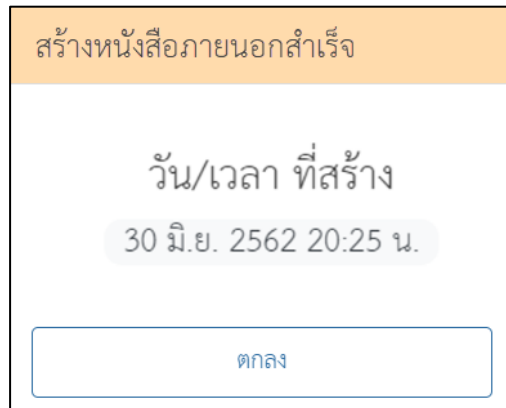 สร้างหนังสือภายนอกสำเร็จ
วัน/เวลา ที่สร้าง
30 มิ.ย. 2562 20:25 น.
ตกลง